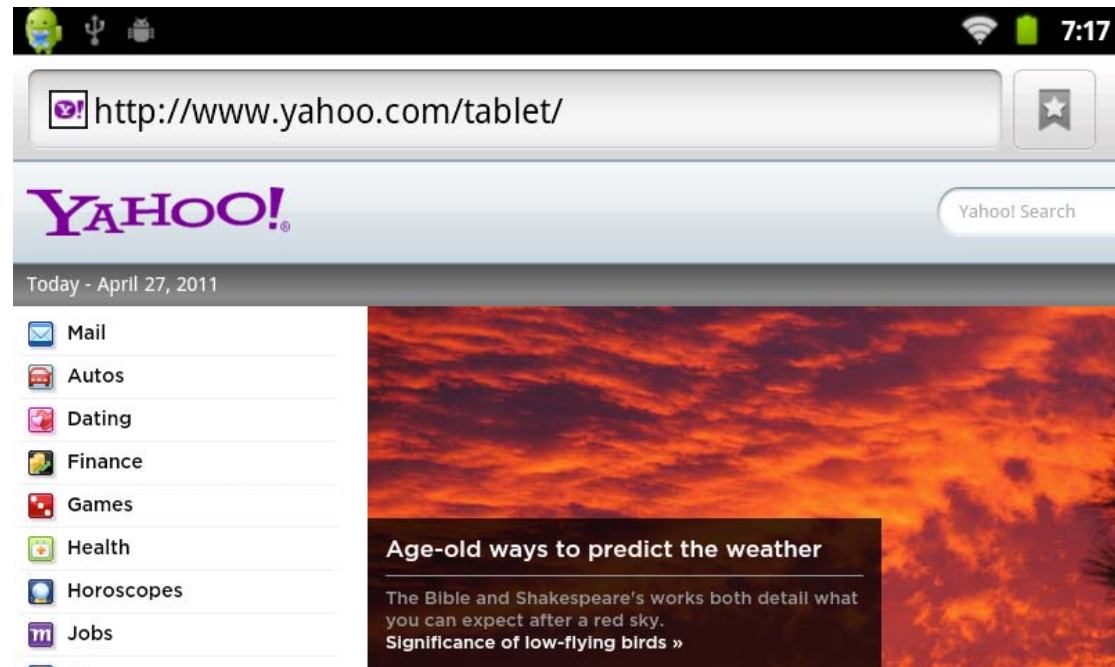 7:17
http://www.yahoo.com/tablet/
YAHOO!
Yahoo! Search
Today - April 27, 2011
Mail
Autos
Dating
Finance
Games
Health
Horoscopes
Jobs
Age-old ways to predict the weather
The Bible and Shakespeare's works both detail what
you can expect after a red sky.
Significance of low-flying birds »